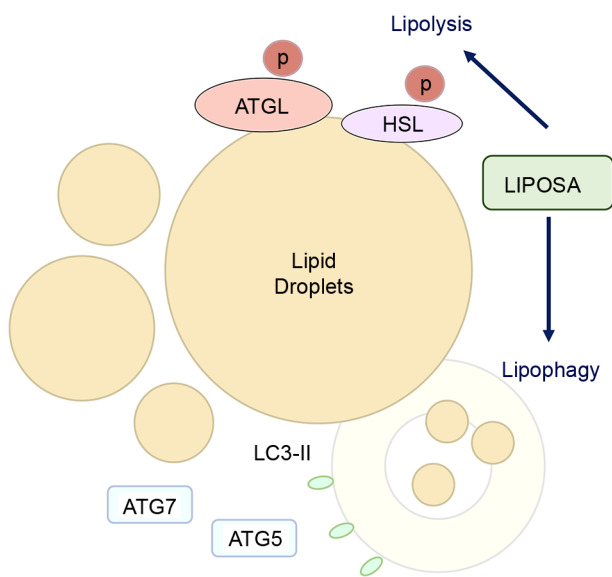 Lipolysis
p
p
ATGL
HSL
LIPOSA
Lipid
Droplets
Lipophagy
LC3-II
ATG7
ATG5